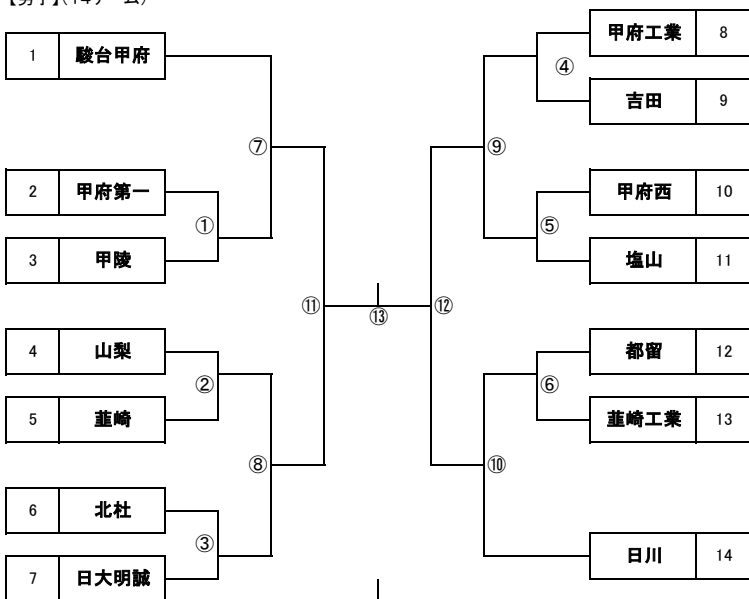 【男子】(14チーム)
1 駿台甲府
2 甲府第一
3 甲陵
4 山梨
5 韮崎
6 北杜
7 日大明誠
①
②
③
⑦
⑧
⑪
⑬
⑫
⑨
⑩
④
⑤
⑥
甲府工業 8
吉田 9
甲府西 10
塩山 11
都留 12
韮崎工業 13
日川 14